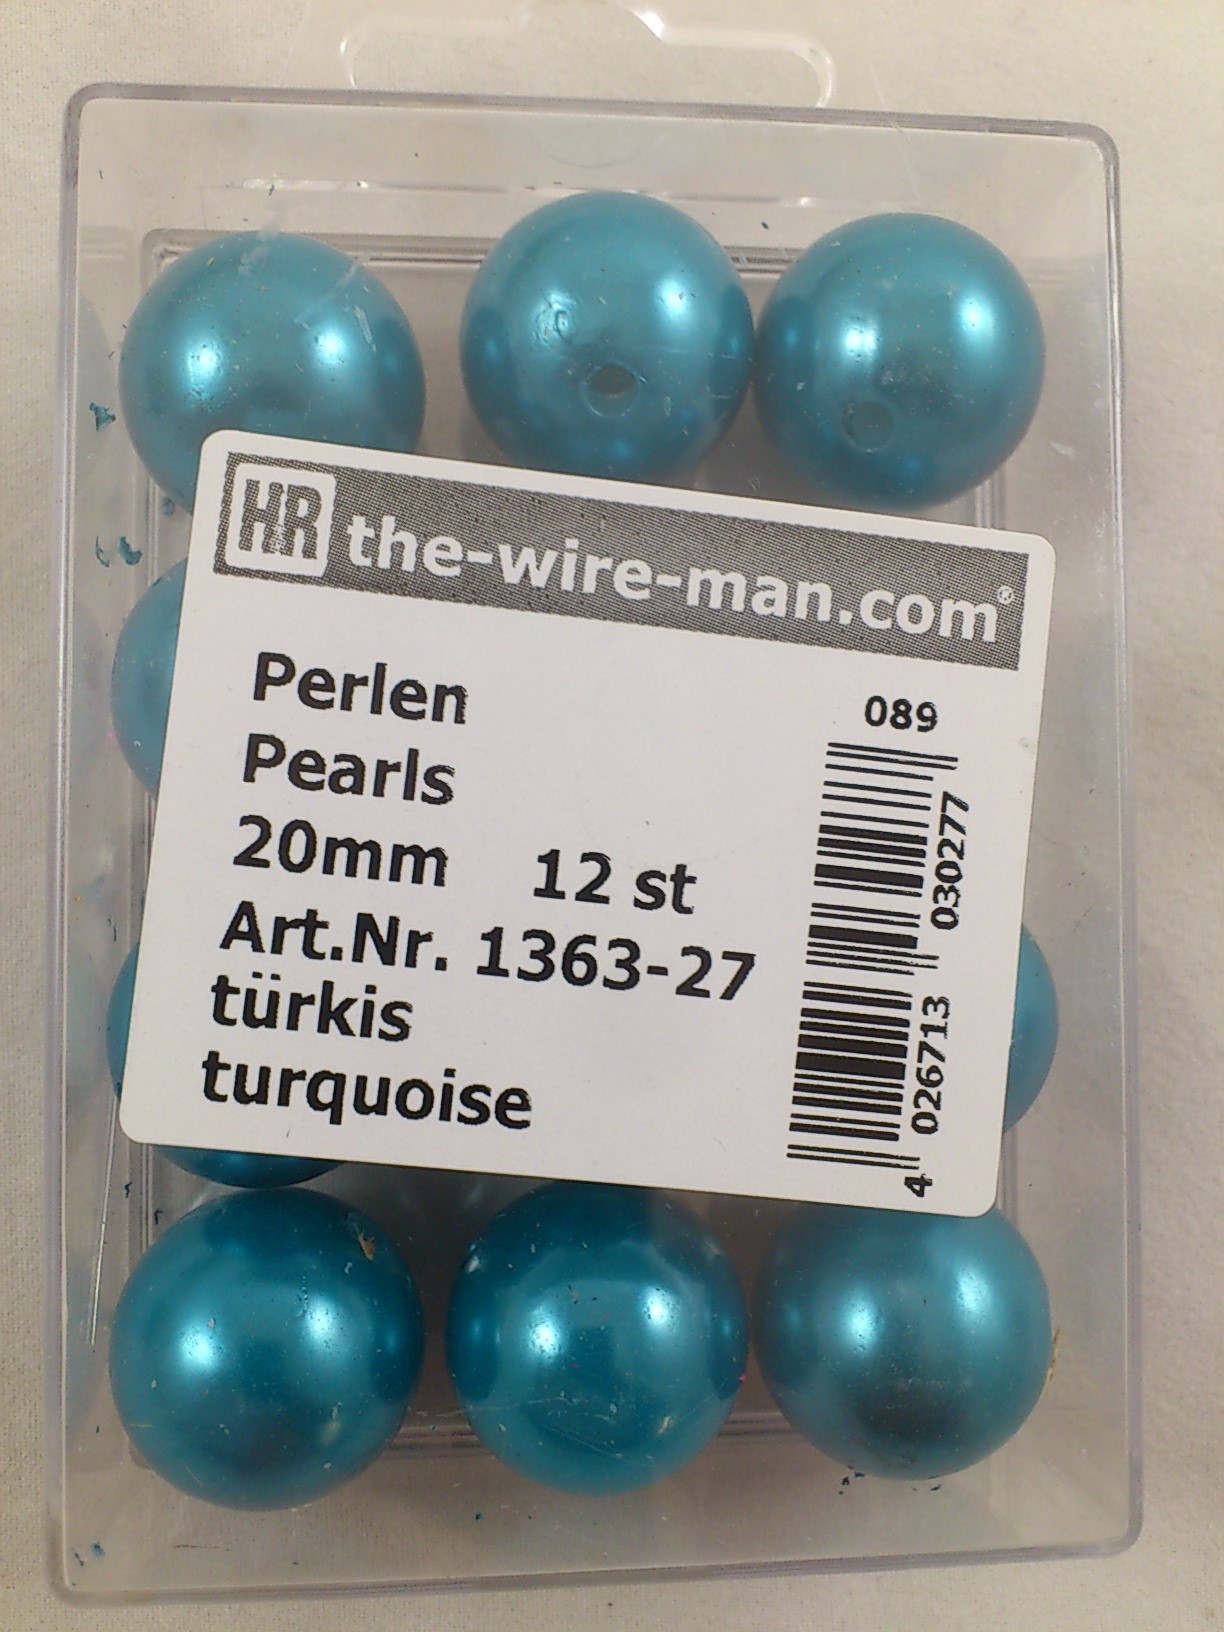 HR the-wire-man.com®
Perlen
Pearls
20mm 12 st
Art.Nr. 1363-27
türkis
turquoise
089
4 026713 030277